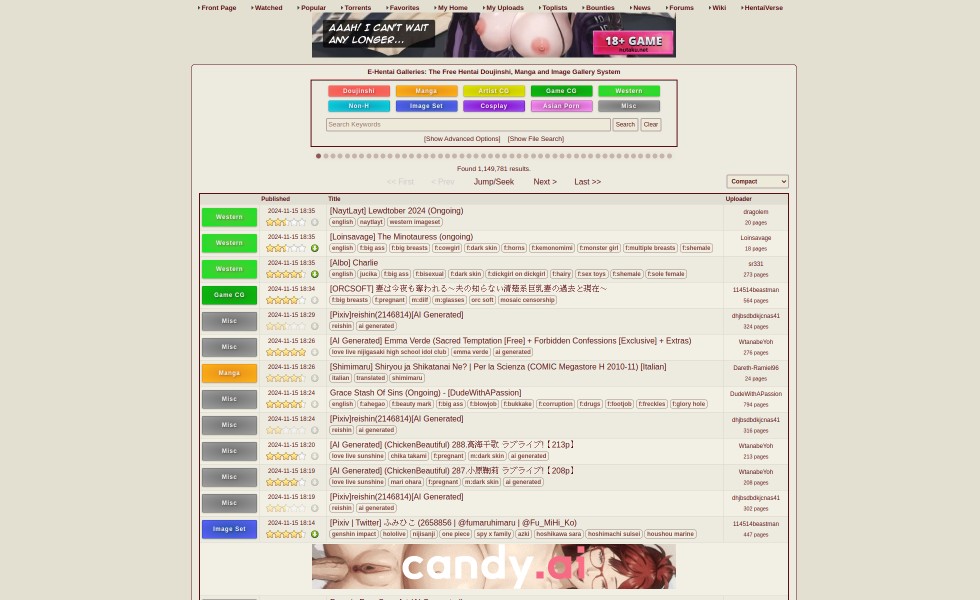 Front Page Watched Popular Torrents Favorites My Home My Uploads Toplists Bounties News Forums Wiki HentaiVerse
AAAH! I CAN'T WAIT
ANY LONGER...
18+ GAME
nutaku.net
E-Hentai Galleries: The Free Hentai Doujinshi, Manga and Image Gallery System
Doujinshi Manga Artist CG Game CG Western
Non-H Image Set Cosplay Asian Porn Misc
Search Keywords Search Clear
[Show Advanced Options] [Show File Search]
Found 1,149,781 results.
<< First < Prev Jump/Seek Next > Last >> Compact
Published Title Uploader
Western 2024-11-15 18:35 [NaytLayt] Lewdtober 2024 (Ongoing) dragolem
english naytlayt western imageset 20 pages
Western 2024-11-15 18:35 [Loinsavage] The Minotauress (ongoing) Loinsavage
english f:big ass f:big breasts f:cowgirl f:dark skin f:horns f:kemonomimi f:monster girl f:multiple breasts f:shemale 18 pages
Western 2024-11-15 18:35 [Albo] Charlie sr331
english jucika f:big ass f:bisexual f:dark skin f:dickgirl on dickgirl f:hairy f:sex toys f:shemale f:sole female 273 pages
Game CG 2024-11-15 18:34 [ORCSOFT] 妻は今夜も奪われる～夫の知らない清楚系巨乳妻の過去と現在～ 114514beastman
f:big breasts f:pregnant m:dilf m:glasses orc soft mosaic censorship 564 pages
Misc 2024-11-15 18:29 [Pixiv]reishin(2146814)[AI Generated] dhjbsdbdkjcnas41
reishin ai generated 324 pages
Misc 2024-11-15 18:26 [AI Generated] Emma Verde (Sacred Temptation [Free] + Forbidden Confessions [Exclusive] + Extras) WtanabeYoh
love live nijigasaki high school idol club emma verde ai generated 276 pages
Manga 2024-11-15 18:26 [Shimimaru] Shiryou ja Shikatanai Ne? | Per la Scienza (COMIC Megastore H 2010-11) [Italian] Dareth-Ramiel96
italian translated shimimaru 24 pages
Misc 2024-11-15 18:24 Grace Stash Of Sins (Ongoing) - [DudeWithAPassion] DudeWithAPassion
english f:ahegao f:beauty mark f:big ass f:blowjob f:bukkake f:corruption f:drugs f:footjob f:freckles f:glory hole 794 pages
Misc 2024-11-15 18:24 [Pixiv]reishin(2146814)[AI Generated] dhjbsdbdkjcnas41
reishin ai generated 316 pages
Misc 2024-11-15 18:20 [AI Generated] (ChickenBeautiful) 288.高海千歌 ラブライブ!【213p】 WtanabeYoh
love live sunshine chika takami f:pregnant m:dark skin ai generated 213 pages
Misc 2024-11-15 18:19 [AI Generated] (ChickenBeautiful) 287.小原鞠莉 ラブライブ!【208p】 WtanabeYoh
love live sunshine mari ohara f:pregnant m:dark skin ai generated 208 pages
Misc 2024-11-15 18:19 [Pixiv]reishin(2146814)[AI Generated] dhjbsdbdkjcnas41
reishin ai generated 302 pages
Image Set 2024-11-15 18:14 [Pixiv | Twitter] ふみひこ (2658856 | @fumaruhimaru | @Fu_MiHi_Ko) 114514beastman
genshin impact hololive nijisanji one piece spy x family azki hoshikawa sara hoshimachi suisei houshou marine 447 pages
candy.ai